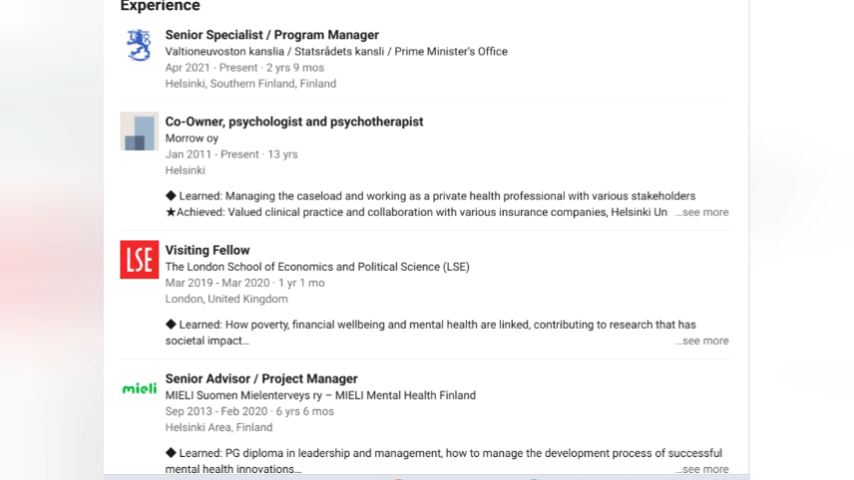 Experience
Senior Specialist / Program Manager
Valtioneuvoston kanslia / Statsrådets kansli / Prime Minister's Office
Apr 2021 - Present · 2 yrs 9 mos
Helsinki, Southern Finland, Finland
Co-Owner, psychologist and psychotherapist
Morrow oy
Jan 2011 - Present · 13 yrs
Helsinki
◆ Learned: Managing the caseload and working as a private health professional with various stakeholders
★Achieved: Valued clinical practice and collaboration with various insurance companies, Helsinki Un ...see more
LSE
Visiting Fellow
The London School of Economics and Political Science (LSE)
Mar 2019 - Mar 2020 · 1 yr 1 mo
London, United Kingdom
◆ Learned: How poverty, financial wellbeing and mental health are linked, contributing to research that has
societal impact... ...see more
mieli
Senior Advisor / Project Manager
MIELI Suomen Mielenterveys ry – MIELI Mental Health Finland
Sep 2013 - Feb 2020 · 6 yrs 6 mos
Helsinki Area, Finland
◆ Learned: PG diploma in leadership and management, how to manage the development process of successful
mental health innovations... ...see more